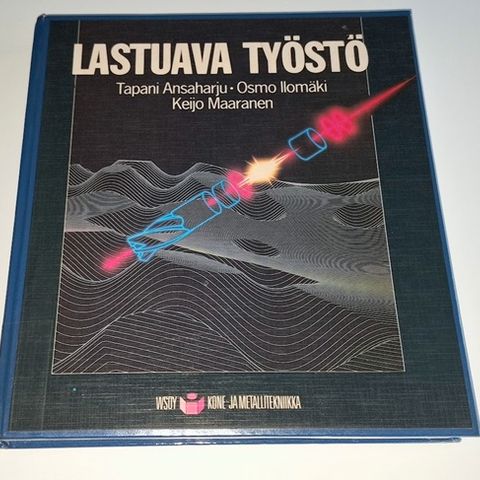 LASTUAVA TYÖSTÖ
Tapani Ansaharju · Osmo Ilomäki
Keijo Maaranen
WSOY KONE- JA METALLITEKNIIKKA